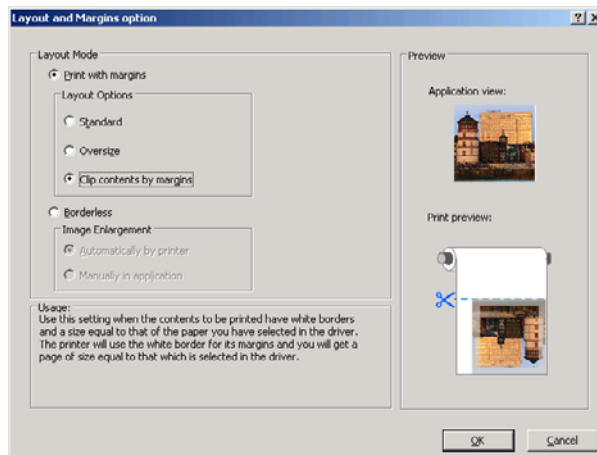 Layout and Margins option
Layout Mode
Print with margins
Layout Options
Standard
Oversize
Clip contents by margins
Borderless
Image Enlargement
Automatically by printer
Manually in application
Usage:
Use this setting when the contents to be printed have white borders
and a size equal to that of the paper you have selected in the driver.
The printer will use the white border for its margins and you will get a
page of size equal to that which is selected in the driver.
Preview
Application view:
Print preview:
OK
Cancel